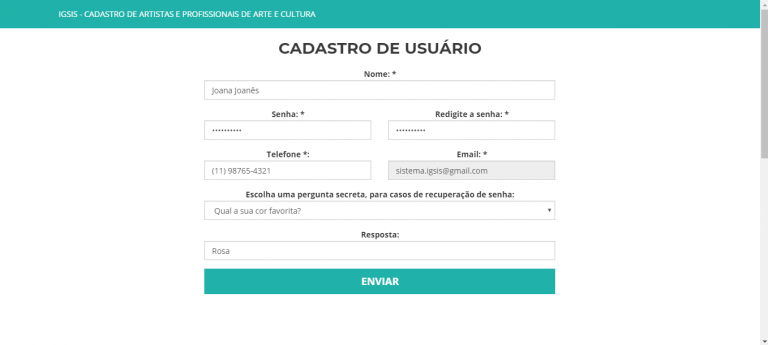 IGSIS - CADASTRO DE ARTISTAS E PROFISSIONAIS DE ARTE E CULTURA
CADASTRO DE USUÁRIO
Nome: *
Joana Joanês
Senha: * Redigite a senha: *
•••••••••• ••••••••••
Telefone *: Email: *
(11) 98765-4321 sistema.igsis@gmail.com
Escolha uma pergunta secreta, para casos de recuperação de senha:
Qual a sua cor favorita?
Resposta:
Rosa
ENVIAR